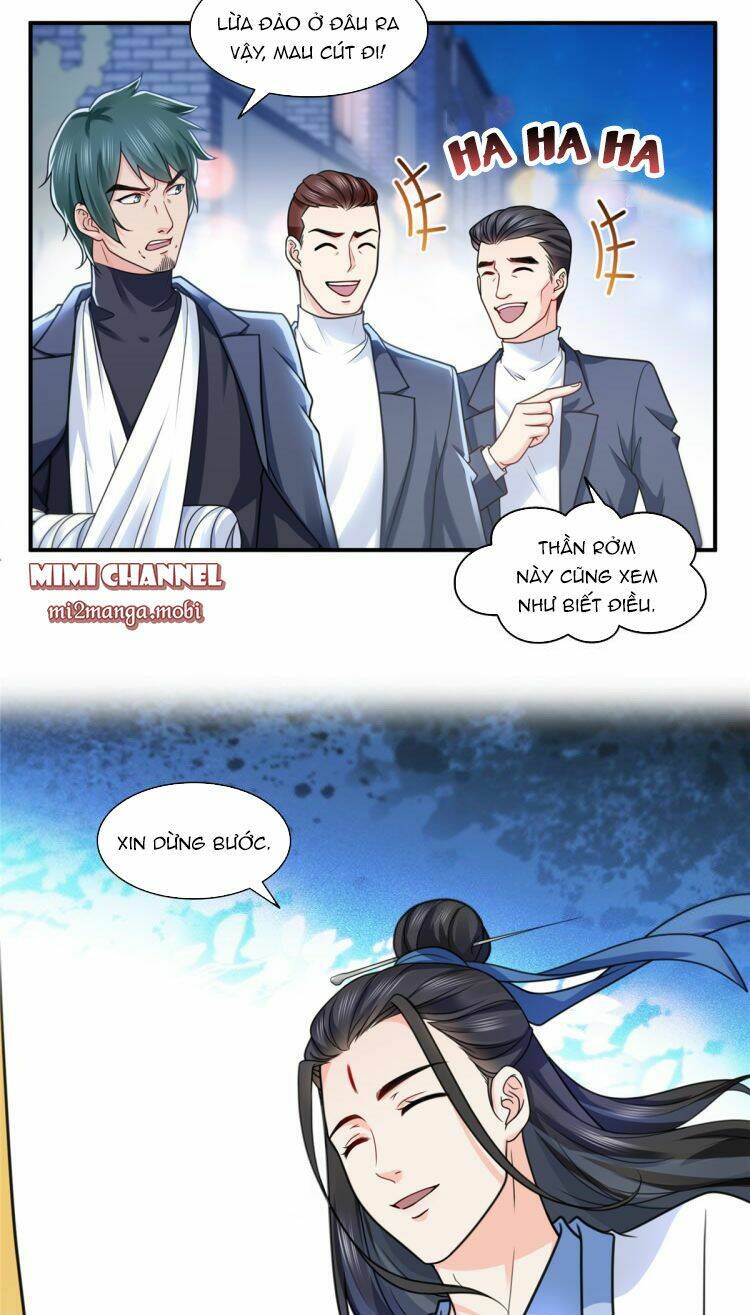 LỪA ĐẢO Ở ĐÂU RA
VẬY, MAU CÚT ĐI!
HA HA HA
THẦN RỞM
NÀY CŨNG XEM
NHƯ BIẾT ĐIỀU.
MIMI CHANNEL
mi2manga.mobi
XIN DỪNG BƯỚC.